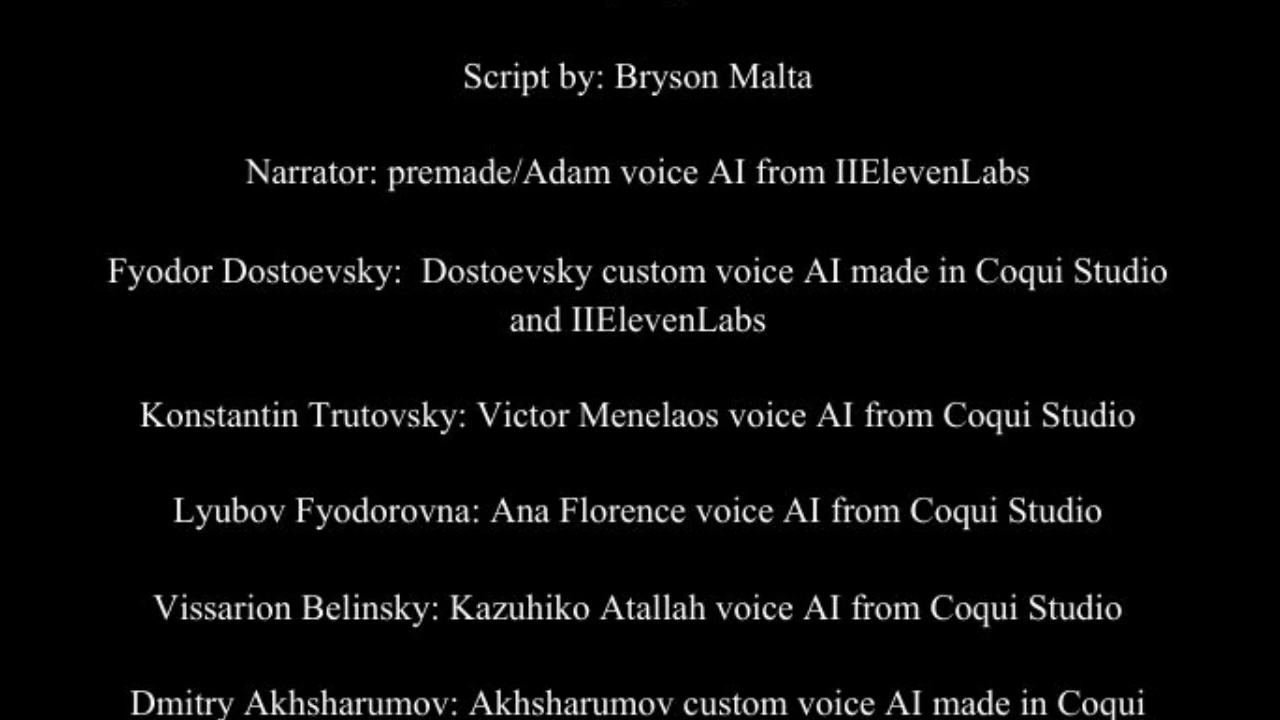 Script by: Bryson Malta
Narrator: premade/Adam voice AI from IIElevenLabs
Fyodor Dostoevsky:  Dostoevsky custom voice AI made in Coqui Studio
and IIElevenLabs
Konstantin Trutovsky: Victor Menelaos voice AI from Coqui Studio
Lyubov Fyodorovna: Ana Florence voice AI from Coqui Studio
Vissarion Belinsky: Kazuhiko Atallah voice AI from Coqui Studio
Dmitry Akhsharumov: Akhsharumov custom voice AI made in Coqui